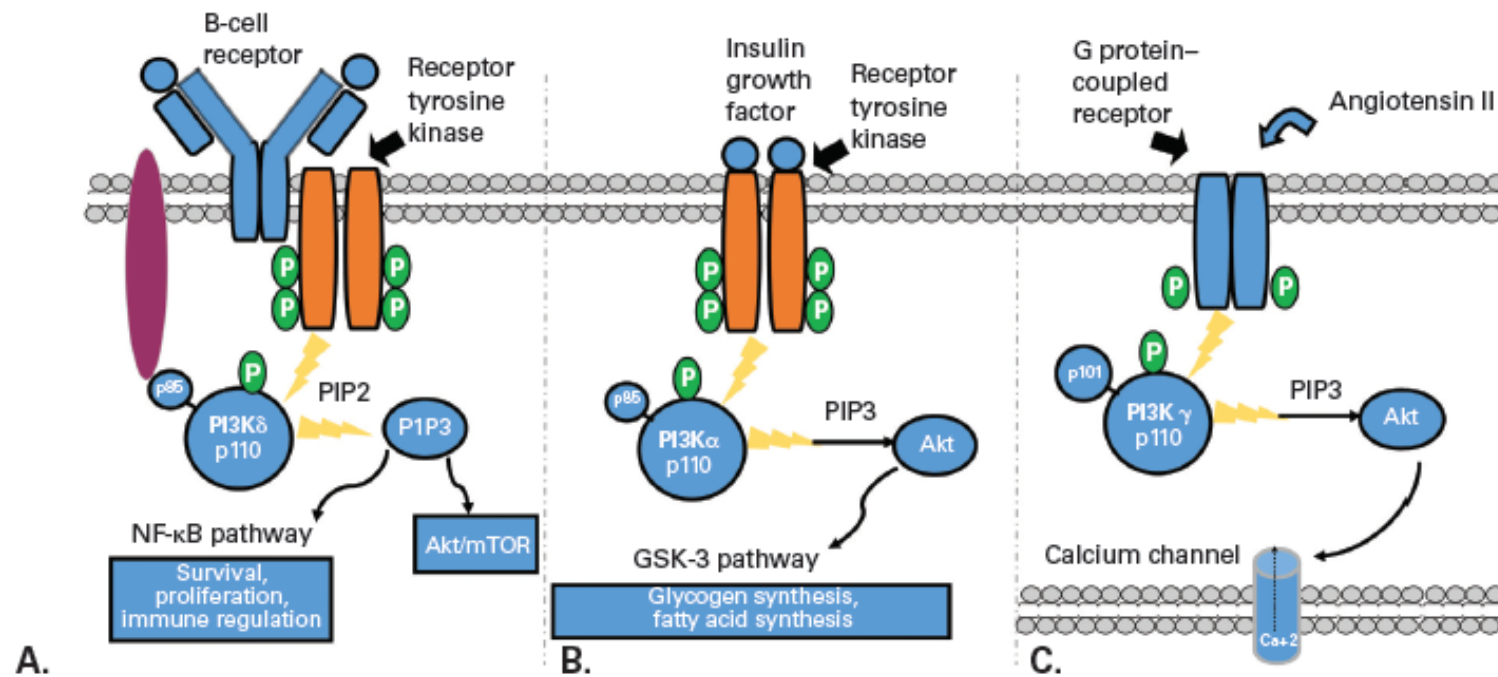 B-cell
receptor
Receptor
tyrosine
kinase
P
P
P
P
P
p85
PI3Kδ
p110
PIP2
P1P3
NF-κB pathway
Survival,
proliferation,
immune regulation
Akt/mTOR
A.
Insulin
growth
factor
Receptor
tyrosine
kinase
P
P
P
P
P
p85
PI3Kα
p110
PIP3
Akt
GSK-3 pathway
Glycogen synthesis,
fatty acid synthesis
B.
G protein–
coupled
receptor
Angiotensin II
P
P
P
p101
PI3K γ
p110
PIP3
Akt
Calcium channel
Ca+2
C.